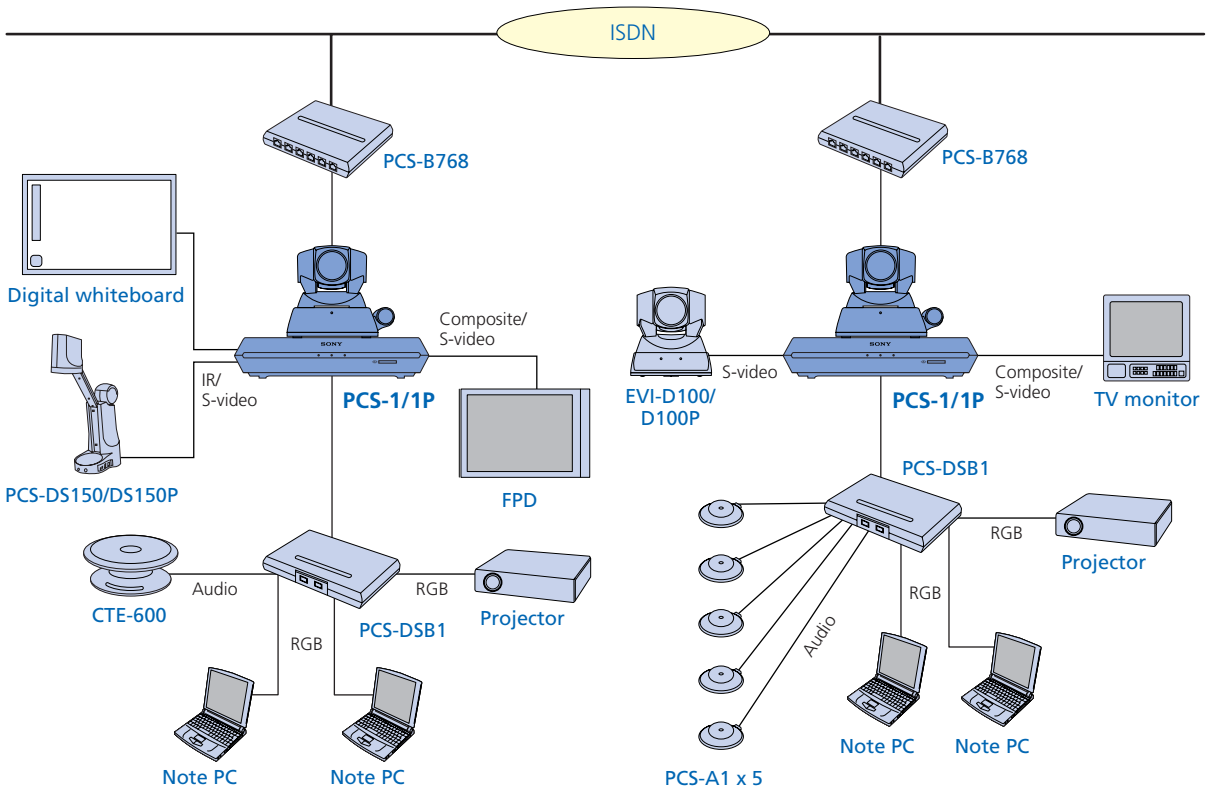 ISDN
PCS-B768
PCS-B768
Digital whiteboard
SONY
Composite/
S-video
IR/
S-video
PCS-1/1P
PCS-DS150/DS150P
FPD
CTE-600
Audio
RGB
PCS-DSB1
Projector
RGB
Note PC
Note PC
SONY
S-video
EVI-D100/
D100P
PCS-1/1P
Composite/
S-video
TV monitor
PCS-DSB1
RGB
Projector
RGB
Audio
Note PC
Note PC
PCS-A1 x 5